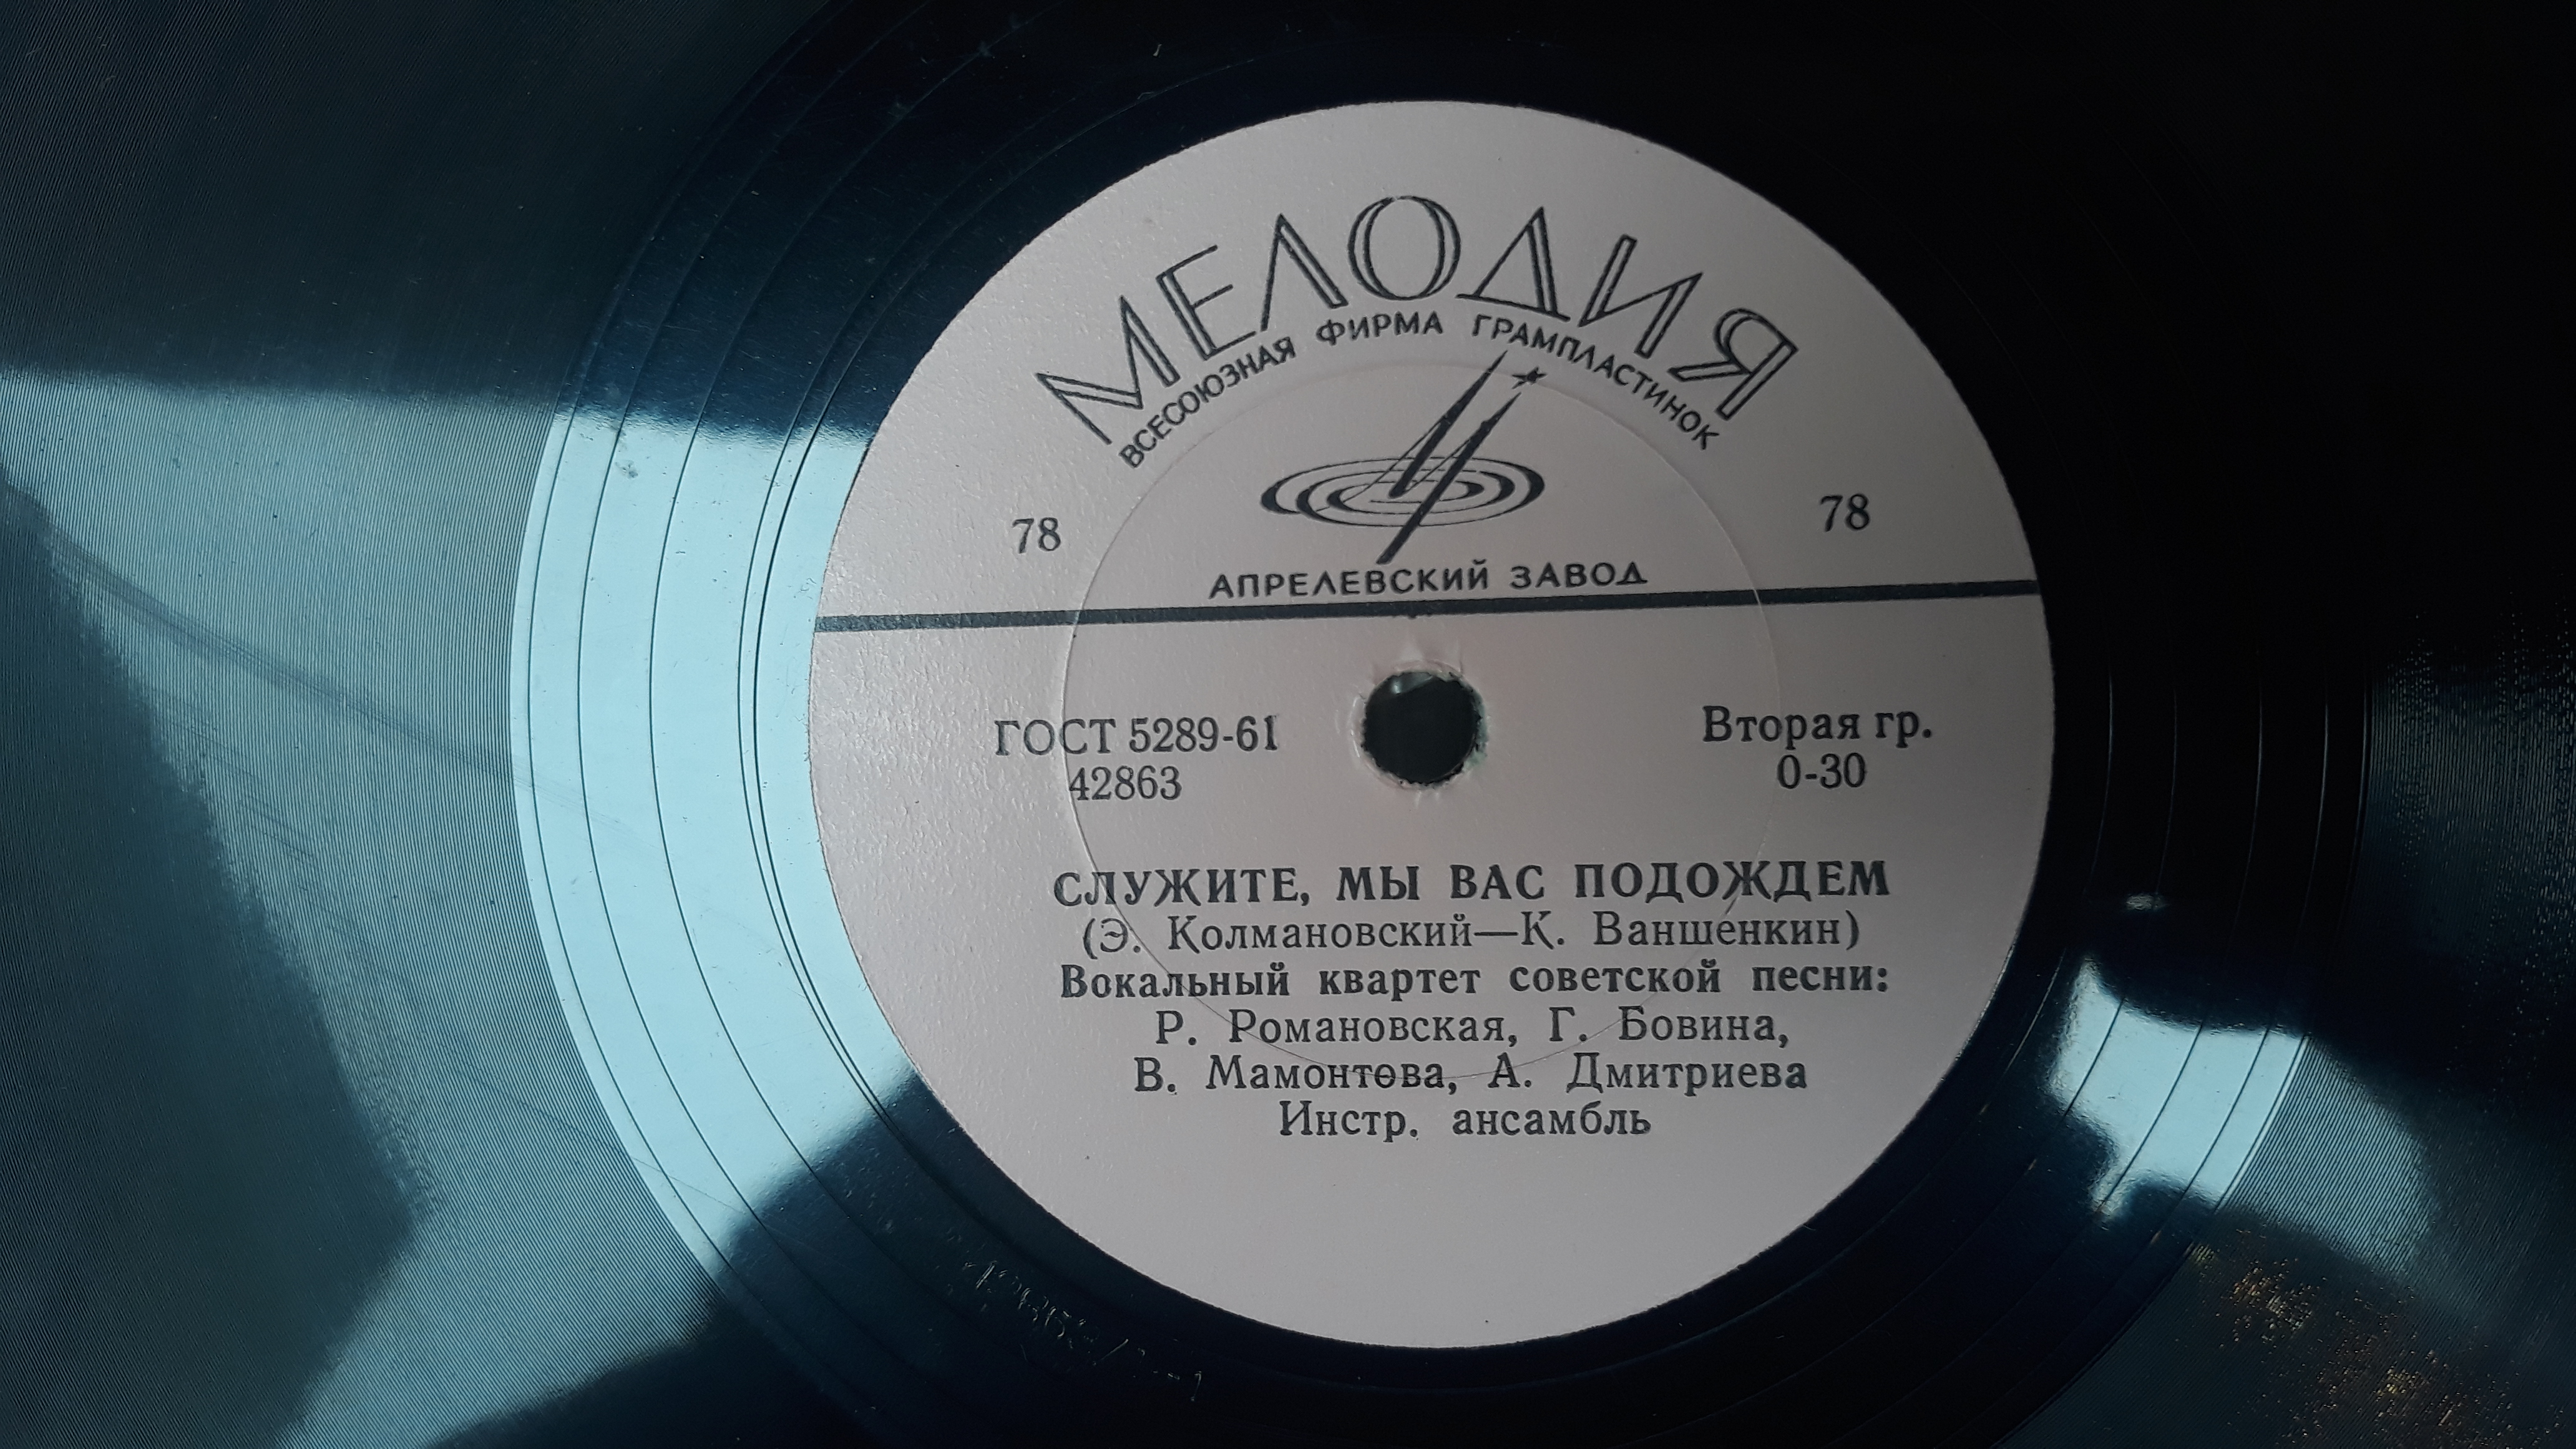 МЕЛОДИЯ
ВСЕСОЮЗНАЯ ФИРМА ГРАМПЛАСТИНОК
78 78
АПРЕЛЕВСКИЙ ЗАВОД
ГОСТ 5289-61 Вторая гр.
42863 0-30
СЛУЖИТЕ, МЫ ВАС ПОДОЖДЕМ
(Э. Колмановский—К. Ваншенкин)
Вокальный квартет советской песни:
Р. Романовская, Г. Бовина,
В. Мамонтова, А. Дмитриева
Инстр. ансамбль